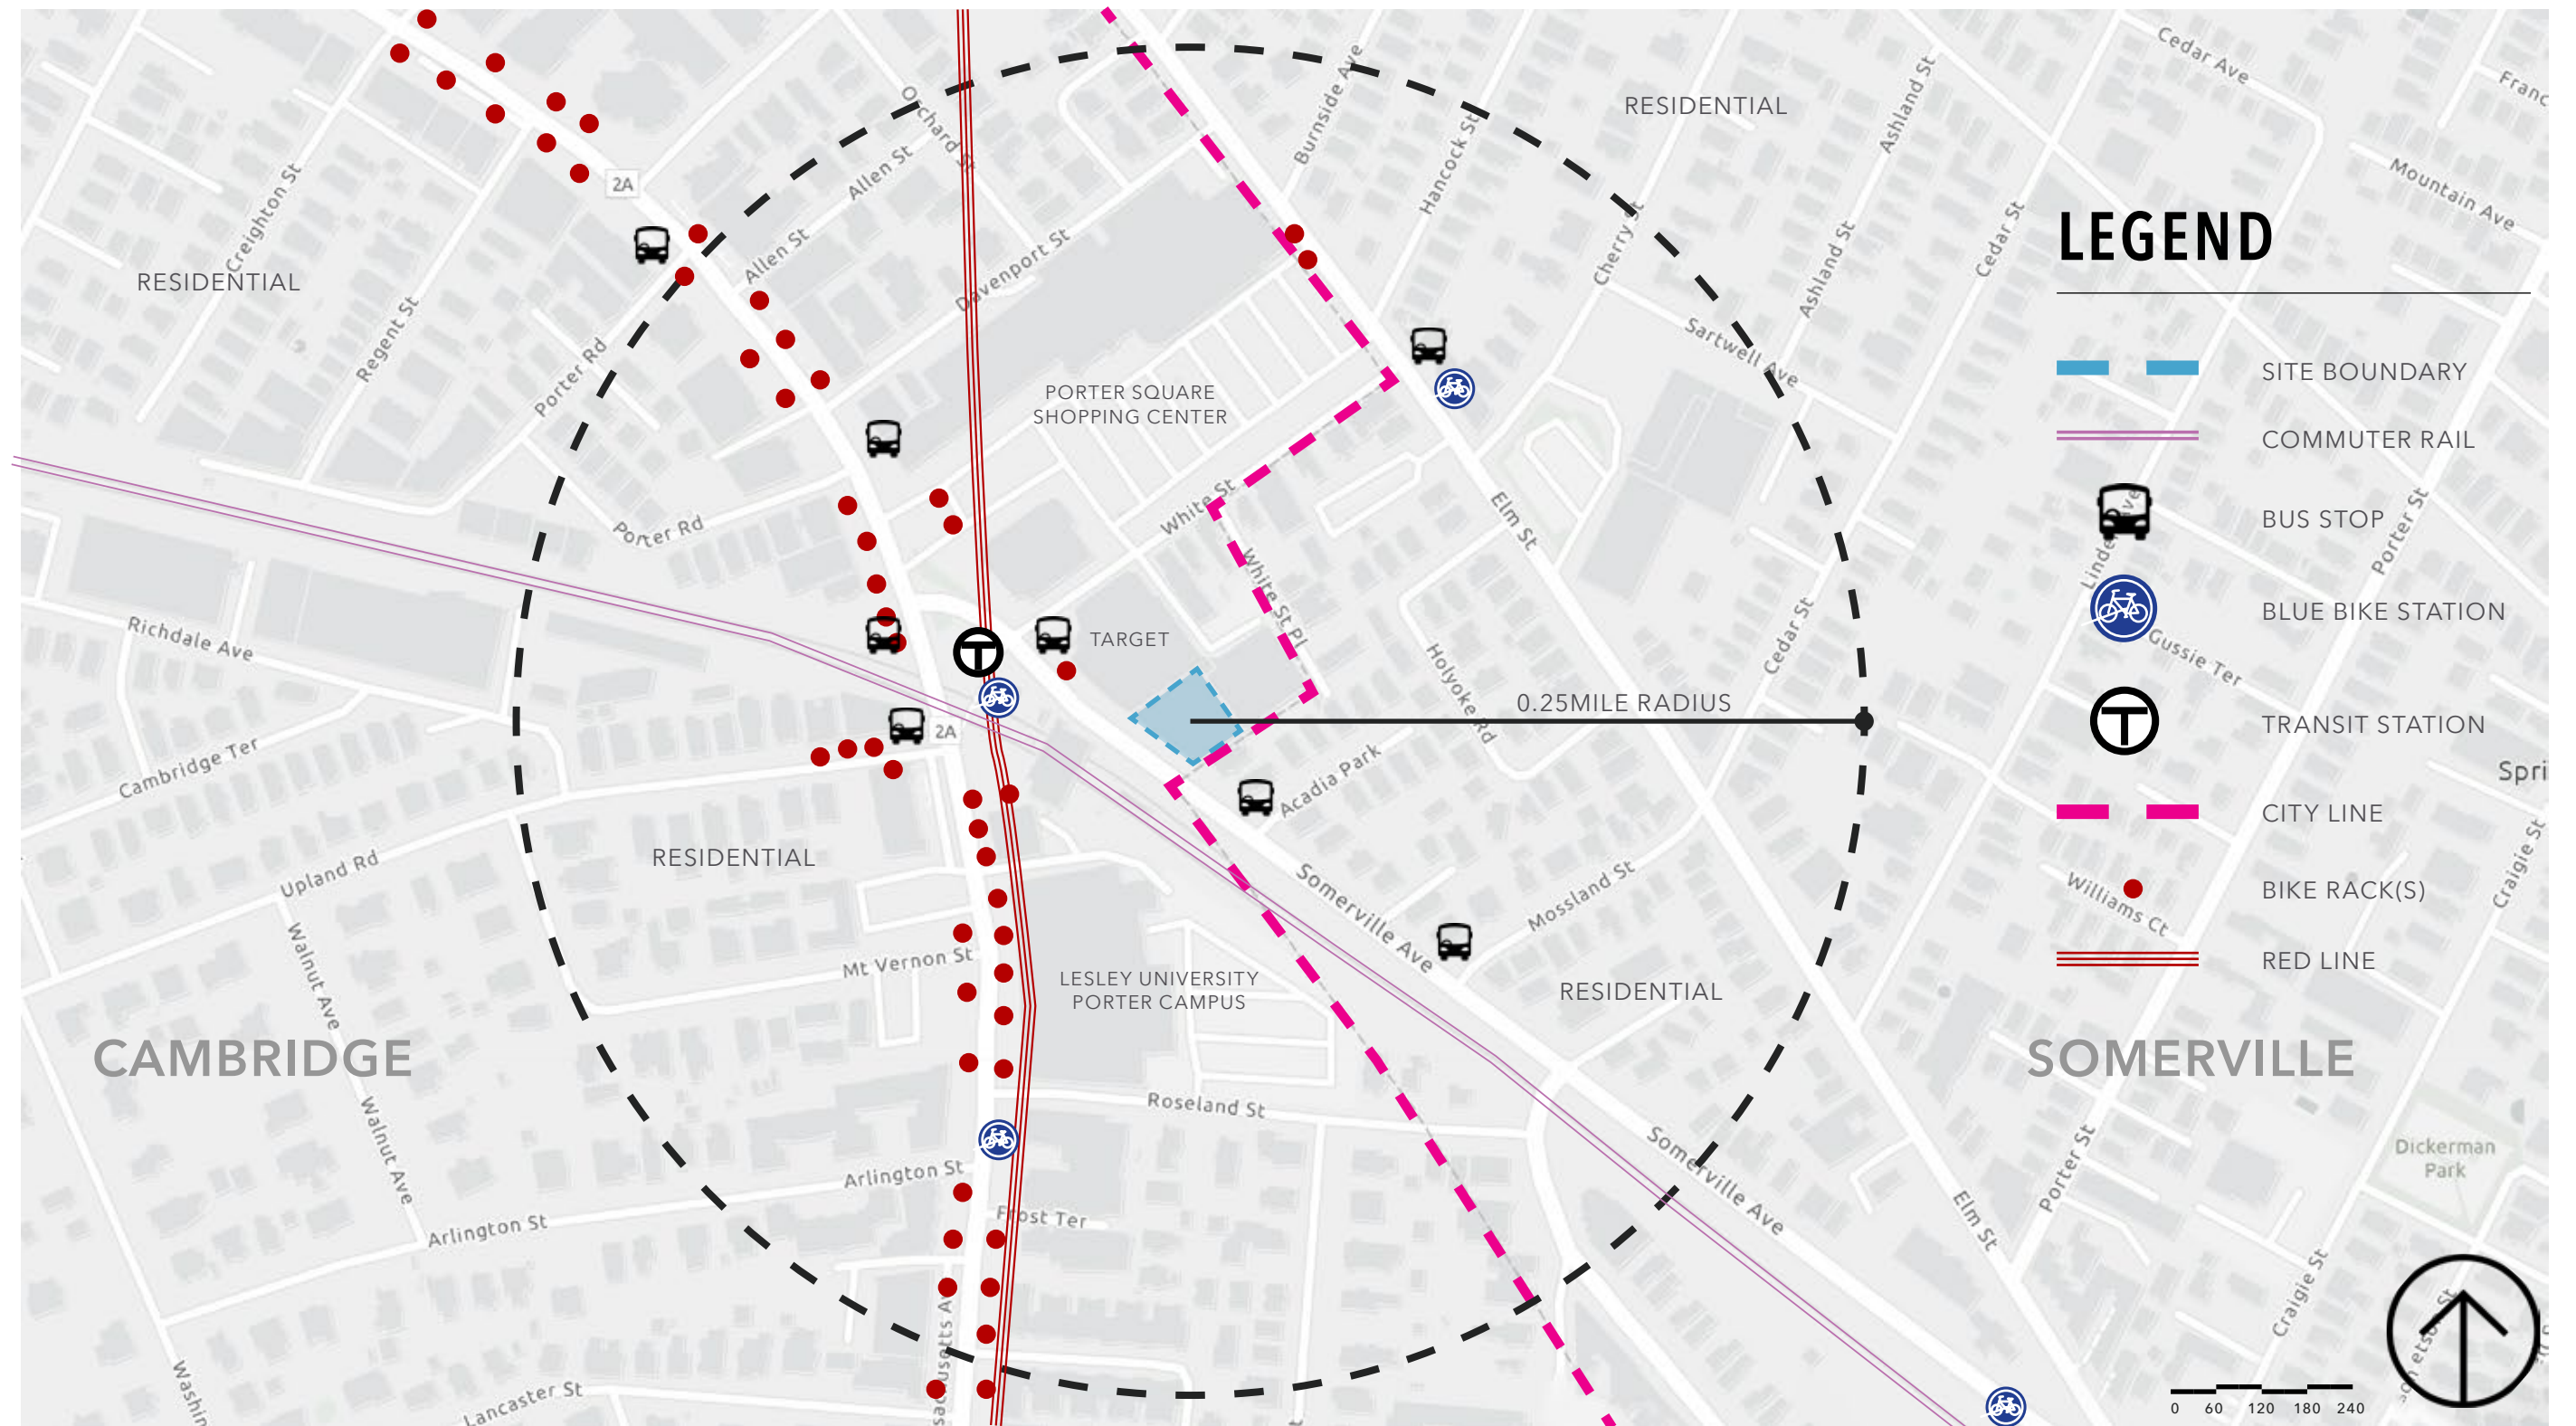 Cedar Ave
Franc
Burnside Ave
Orchard St
RESIDENTIAL
Ashland St
Hancock St
Allen St
Creighton St
2A
Mountain Ave
LEGEND
Cherry St
Cedar St
Allen St
Davenport St
Ashland St
RESIDENTIAL
Regent St
Porter Rd
Sartwell Ave
SITE BOUNDARY
PORTER SQUARE
SHOPPING CENTER
COMMUTER RAIL
White St
Elm St
Porter Rd
Porter St
BUS STOP
White St Pl
BLUE BIKE STATION
Richdale Ave
TARGET
Holyoke Rd
Cedar St
Gussie Ter
0.25MILE RADIUS
2A
TRANSIT STATION
Cambridge Ter
Acadia Park
Spri
CITY LINE
RESIDENTIAL
Upland Rd
Somerville Ave
Mossland St
Williams Ct
BIKE RACK(S)
Craigie St
Walnut Ave
Mt Vernon St
LESLEY UNIVERSITY
PORTER CAMPUS
RESIDENTIAL
RED LINE
CAMBRIDGE
SOMERVILLE
Walnut Ave
Roseland St
Somerville Ave
Porter St
Dickerman
Park
Arlington St
Arlington St
Frost Ter
Elm St
Craigie St
Washin
Lancaster St
0 60 120 180 240